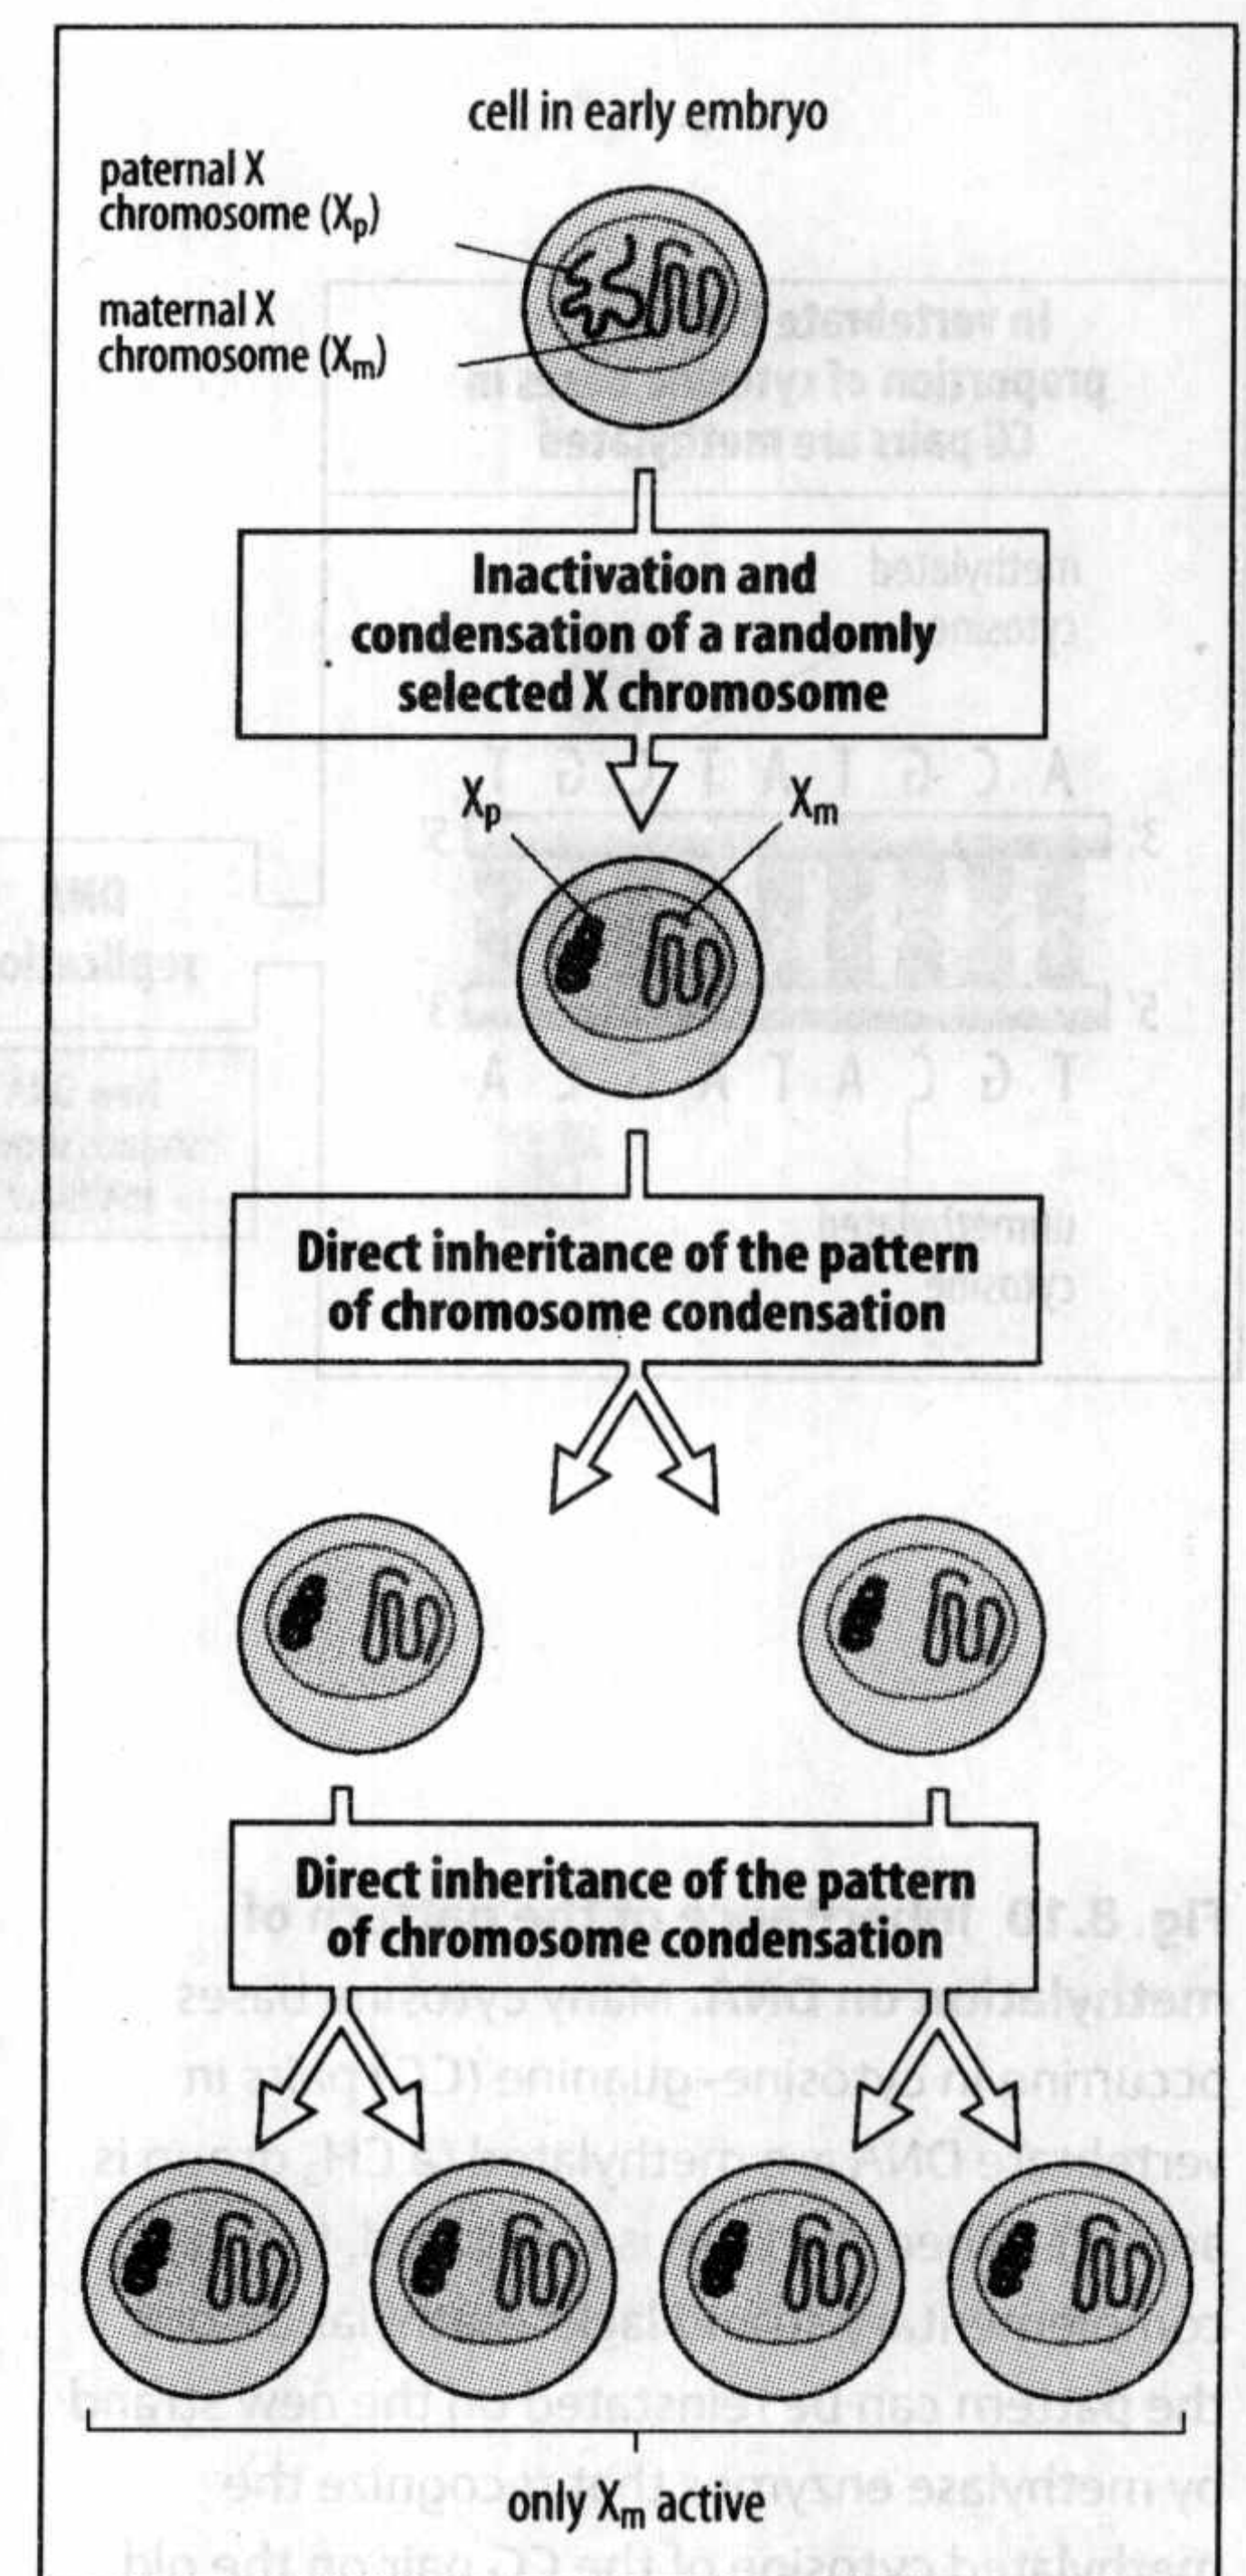 cell in early embryo
paternal X
chromosome (Xp)
maternal X
chromosome (Xm)
Inactivation and
condensation of a randomly
selected X chromosome
Xp
Xm
Direct inheritance of the pattern
of chromosome condensation
Direct inheritance of the pattern
of chromosome condensation
only Xm active